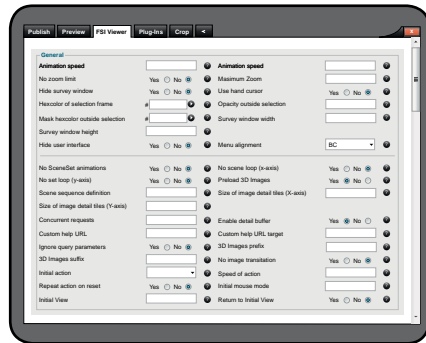 Publish Preview FSI Viewer Plug-Ins Crop < x
General
Animation speed Animation speed
No zoom limit Yes No Masimum Zoom
Hide survey window Yes No Use hand cursor Yes No
Hexcolor of selection frame # Opacity outside selection
Mask hexcolor outside selection # Survey window width
Survey window height
Hide user interface Yes No Menu alignment BC
No SceneSet animations Yes No No scene loop (x-axis) Yes No
No set loop (y-axis) Yes No Preload 3D Images Yes No
Scene sequence definition Size of image detail tiles (X-axis)
Size of image detail tiles (Y-axis)
Concurrent requests Enable detail buffer Yes No
Custom help URL Custom help URL target
Ignore query parameters Yes No 3D Images prefix
3D Images suffix No image transitation Yes No
Initial action Speed of action
Repeat action on reset Yes No Initial mouse mode
Initial View Return to Initial View Yes No